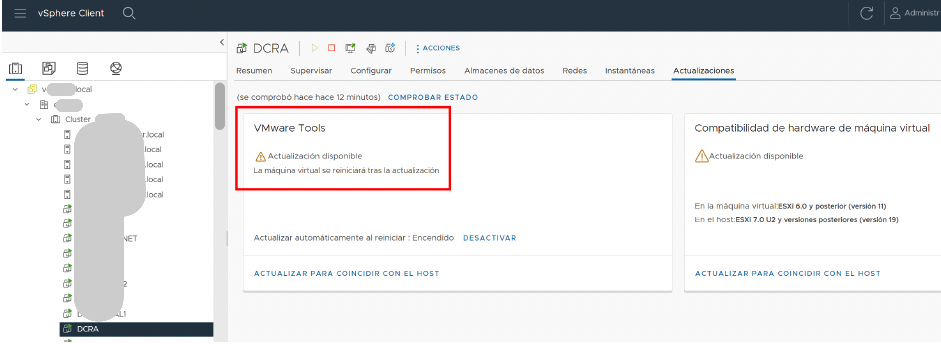 vSphere Client
Administr
DCRA
ACCIONES
Resumen Supervisar Configurar Permisos Almacenes de datos Redes Instantáneas Actualizaciones
(se comprobó hace hace 12 minutos) COMPROBAR ESTADO
v local
Cluster
r.local
local
.local
.local
.local
NET
2
AL1
DCRA
VMware Tools
Actualización disponible
La máquina virtual se reiniciará tras la actualización
Actualizar automáticamente al reiniciar : Encendido DESACTIVAR
ACTUALIZAR PARA COINCIDIR CON EL HOST
Compatibilidad de hardware de máquina virtual
Actualización disponible
En la máquina virtual:ESXi 6.0 y posterior (versión 11)
En el host:ESXi 7.0 U2 y versiones posteriores (versión 19)
ACTUALIZAR PARA COINCIDIR CON EL HOST